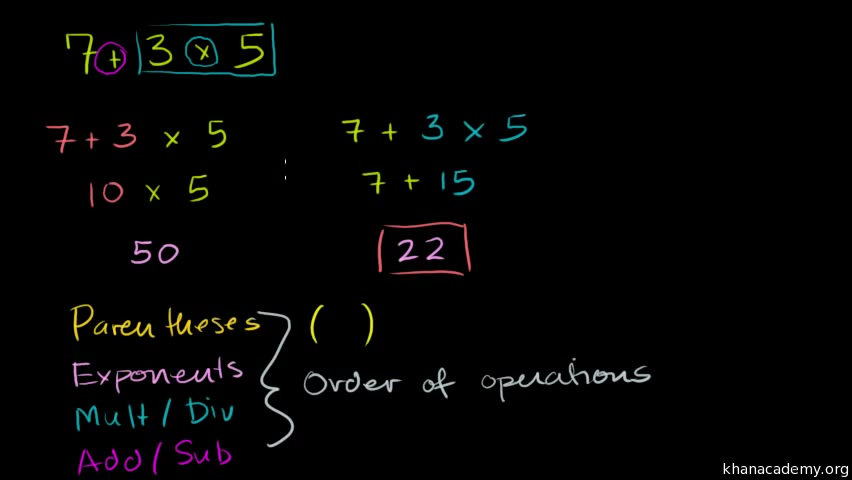 7 + 3 × 5
7 + 3 × 5
10 × 5
50
7 + 3 × 5
7 + 15
22
Parentheses ( )
Exponents
Mult / Div
Add / Sub
Order of operations
khanacademy.org